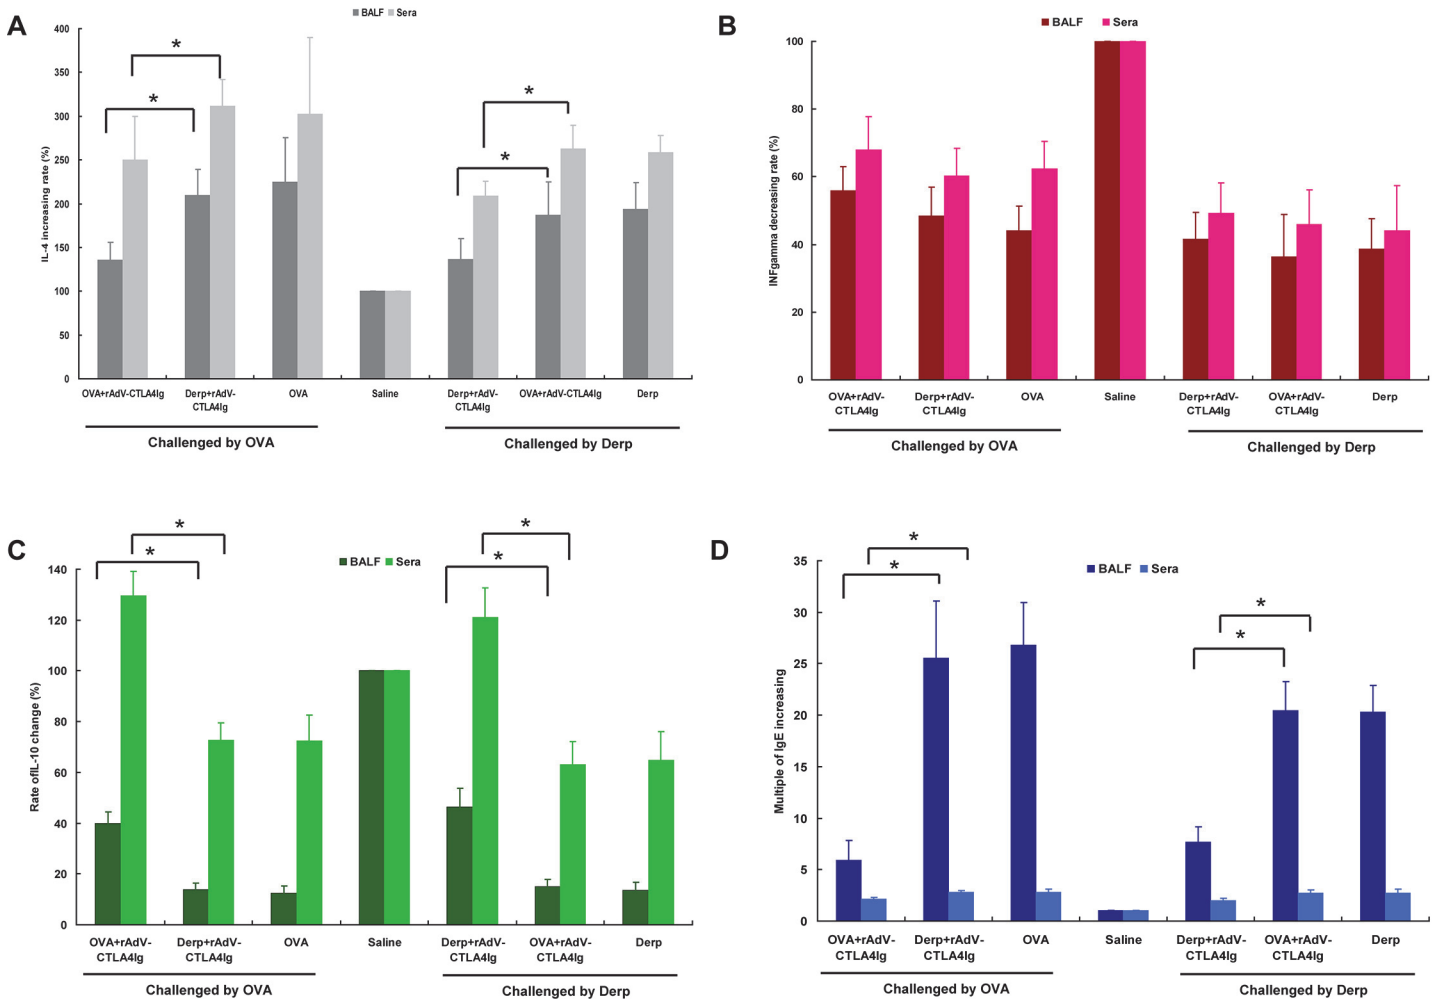 A
BALF Sera
IL-4 increasing rate (%)
400
350
300
250
200
150
100
50
0
* * * *
OVA+rAdV-CTLA4Ig Derp+rAdV- OVA Saline Derp+rAdV- OVA+rAdV-CTLA4Ig Derp
CTLA4Ig CTLA4Ig
Challenged by OVA Challenged by Derp
B
BALF Sera
INFgamma decreasing rate (%)
100
80
60
40
20
0
OVA+rAdV- Derp+rAdV- OVA Saline Derp+rAdV- OVA+rAdV- Derp
CTLA4Ig CTLA4Ig CTLA4Ig CTLA4Ig
Challenged by OVA Challenged by Derp
C
BALF Sera
Rate ofIL-10 change (%)
140
120
100
80
60
40
20
0
* * * *
OVA+rAdV- Derp+rAdV- OVA Saline Derp+rAdV- OVA+rAdV- Derp
CTLA4Ig CTLA4Ig CTLA4Ig CTLA4Ig
Challenged by OVA Challenged by Derp
D
BALF Sera
Multiple of IgE increasing
35
30
25
20
15
10
5
0
* * * *
OVA+rAdV- Derp+rAdV- OVA Saline Derp+rAdV- OVA+rAdV- Derp
CTLA4Ig CTLA4Ig CTLA4Ig CTLA4Ig
Challenged by OVA Challenged by Derp